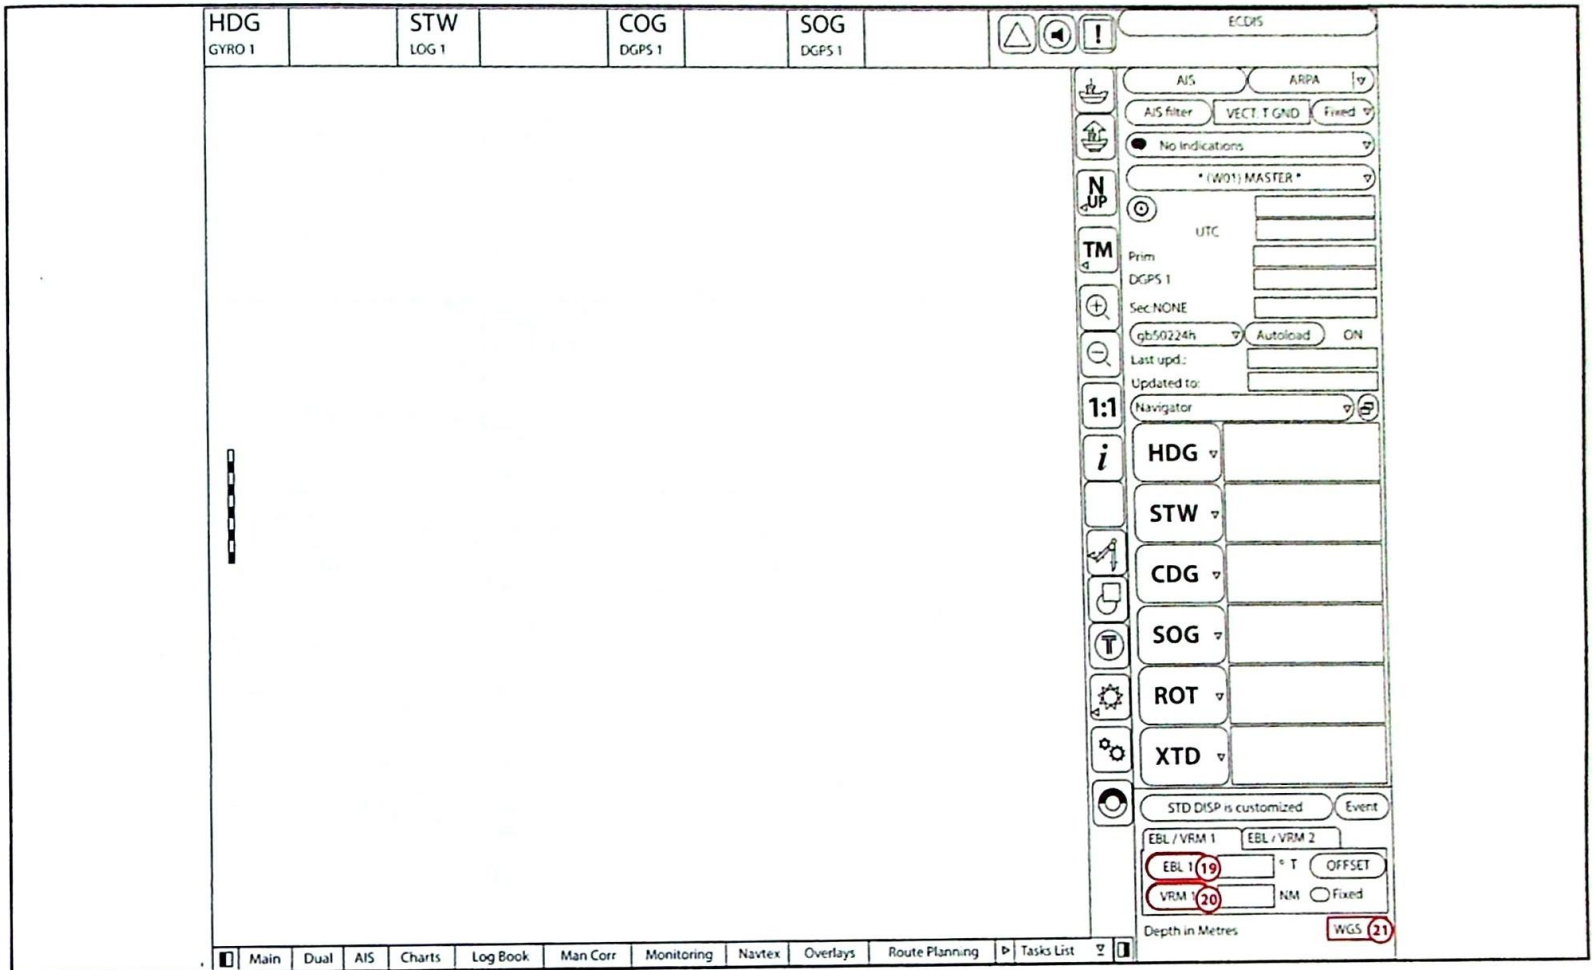 HDG STW COG SOG ECDIS
GYRO 1 LOG 1 DGPS 1 DGPS 1
!
AIS ARPA
AIS filter VECT. T GND Fixed
No Indications
* (W01) MASTER *
N
UP
UTC
TM
Prim
DGPS 1
Sec:NONE
gb50224h Autoload ON
Last upd.:
Updated to:
1:1 Navigator
i HDG
STW
CDG
T SOG
ROT
XTD
STD DISP is customized Event
EBL / VRM 1 EBL / VRM 2
EBL 1 19 ° T OFFSET
VRM 1 20 NM Fixed
Depth in Metres WGS 21
Main Dual AIS Charts Log Book Man Corr Monitoring Navtex Overlays Route Planning Tasks List